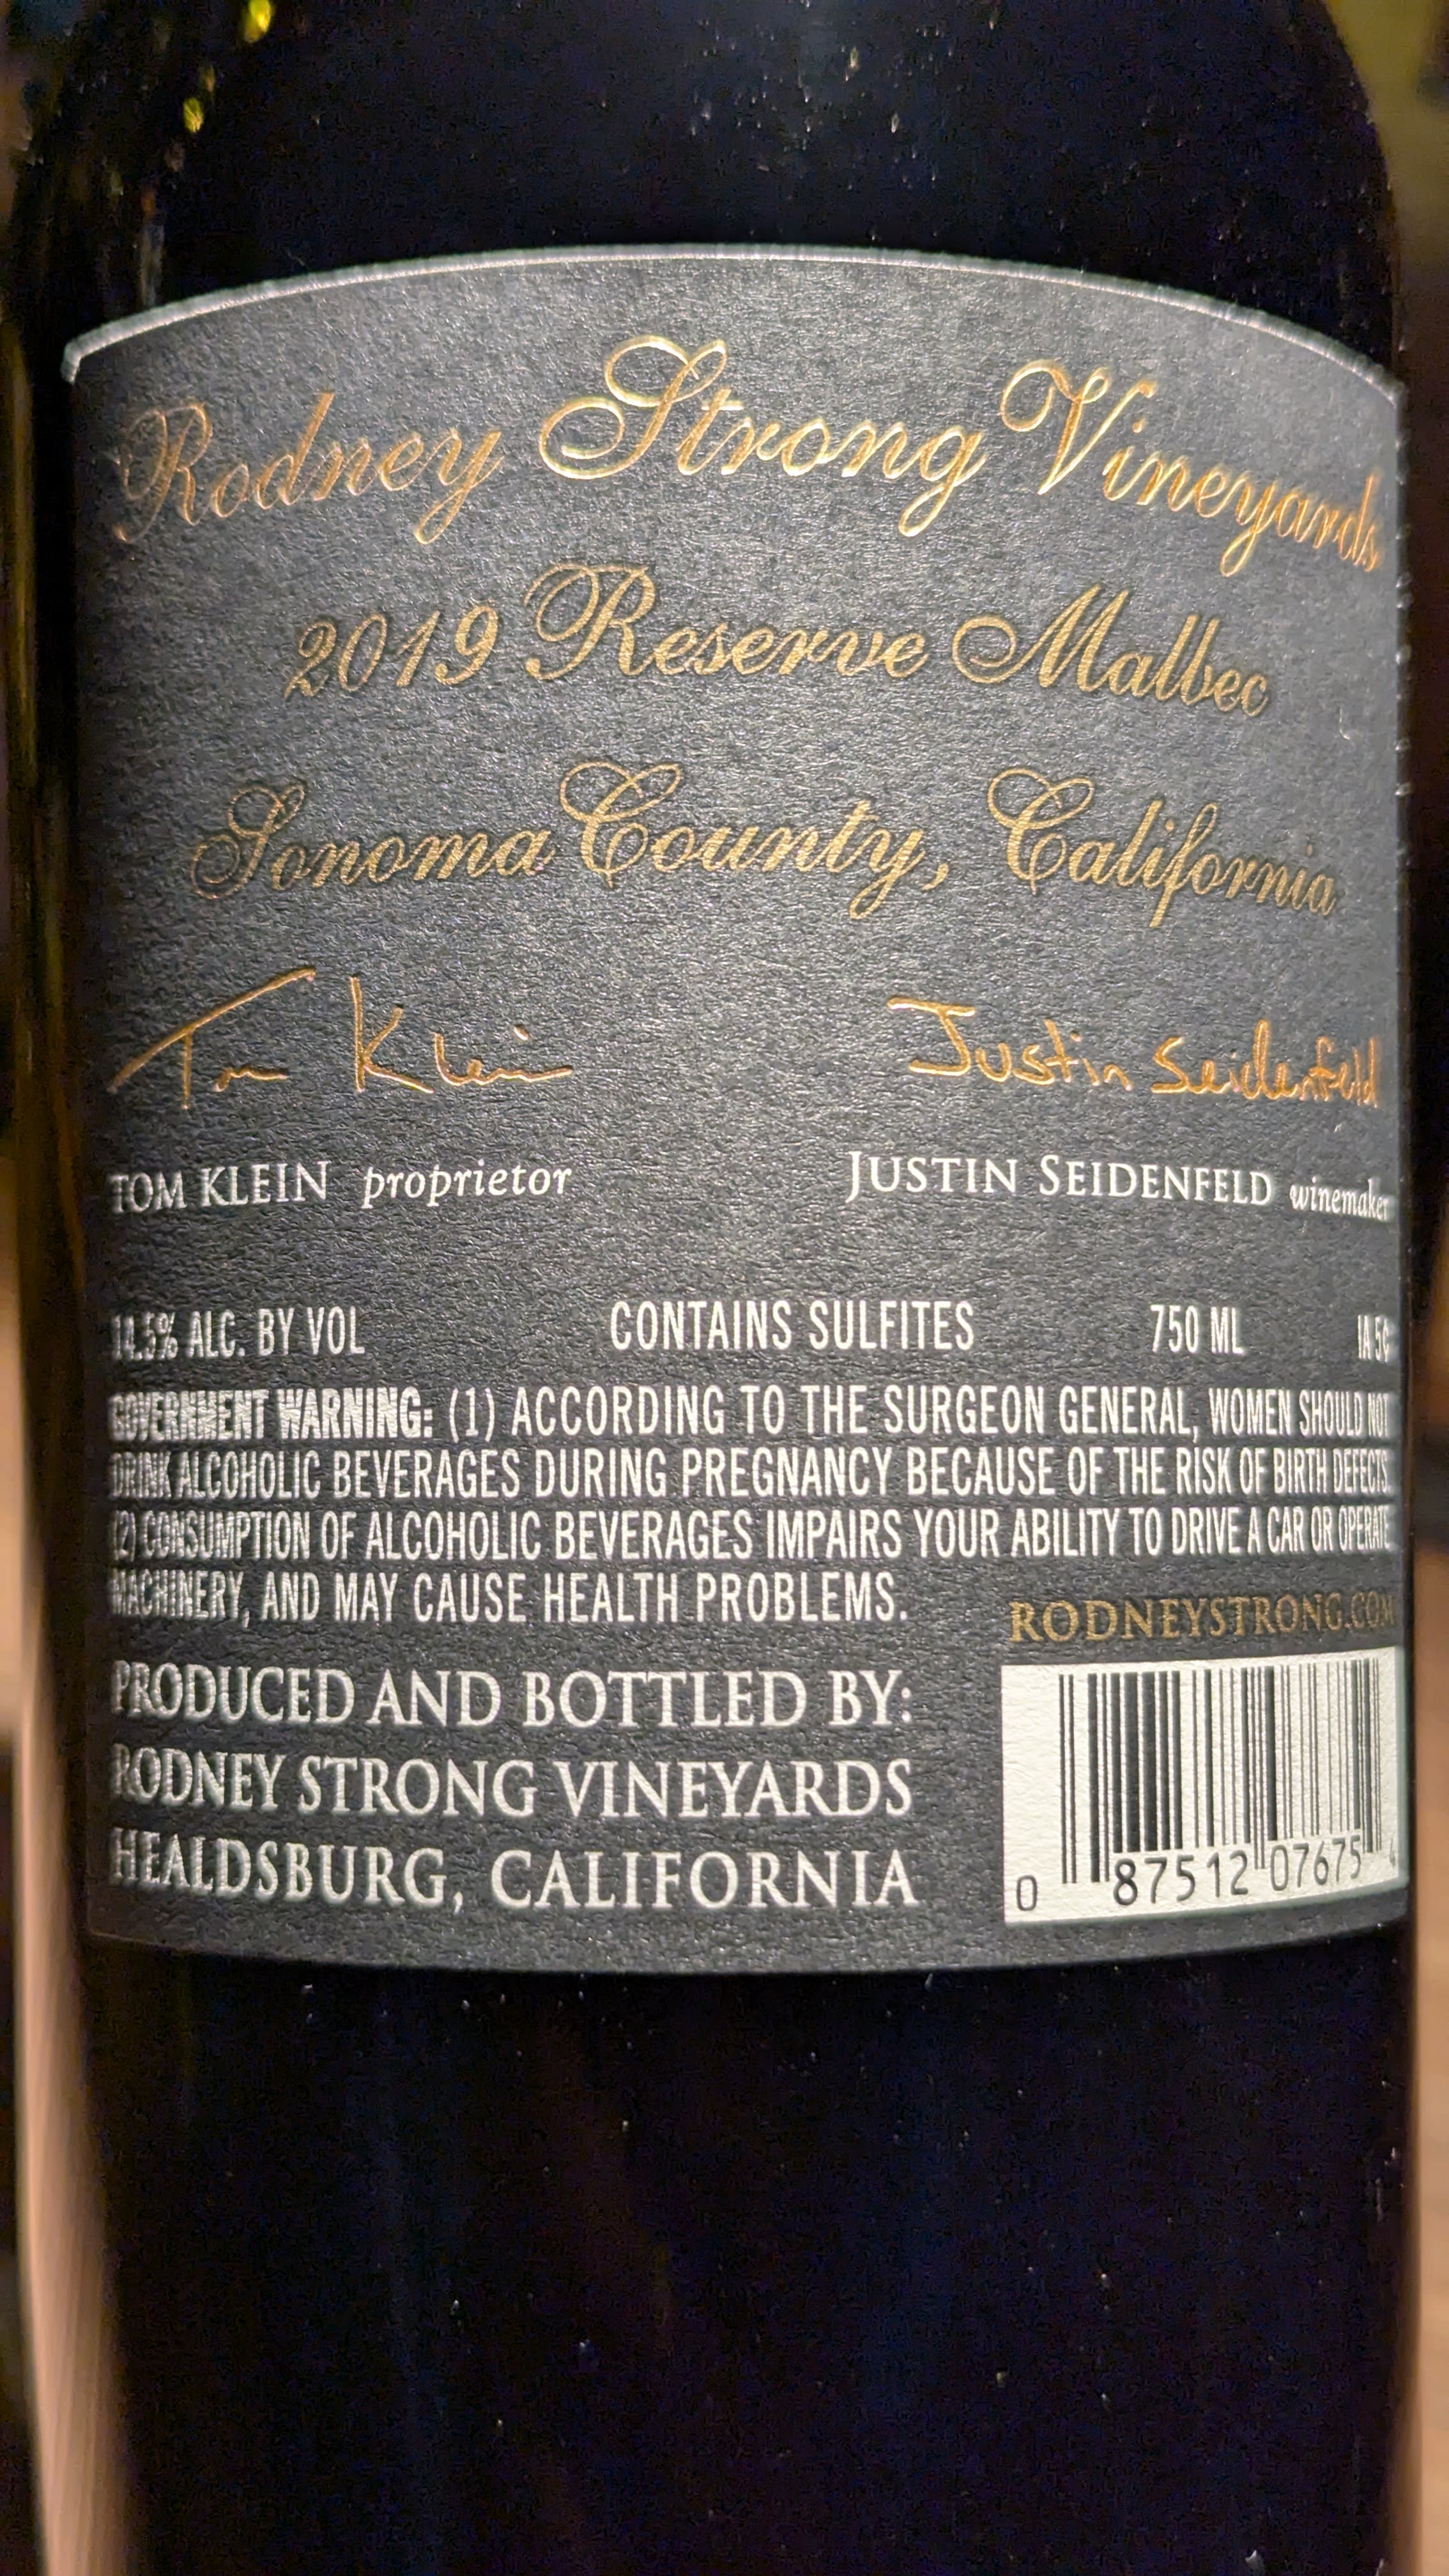 Rodney Strong Vineyards
2019 Reserve Malbec
Sonoma County, California
Tom Klein Justin Seidenfeld
TOM KLEIN proprietor JUSTIN SEIDENFELD winemaker
14.5% ALC. BY VOL CONTAINS SULFITES 750 ML IA 5¢
GOVERNMENT WARNING: (1) ACCORDING TO THE SURGEON GENERAL, WOMEN SHOULD NOT
DRINK ALCOHOLIC BEVERAGES DURING PREGNANCY BECAUSE OF THE RISK OF BIRTH DEFECTS.
(2) CONSUMPTION OF ALCOHOLIC BEVERAGES IMPAIRS YOUR ABILITY TO DRIVE A CAR OR OPERATE
MACHINERY, AND MAY CAUSE HEALTH PROBLEMS.
RODNEYSTRONG.COM
PRODUCED AND BOTTLED BY:
RODNEY STRONG VINEYARDS
HEALDSBURG, CALIFORNIA
0 87512 07675 4